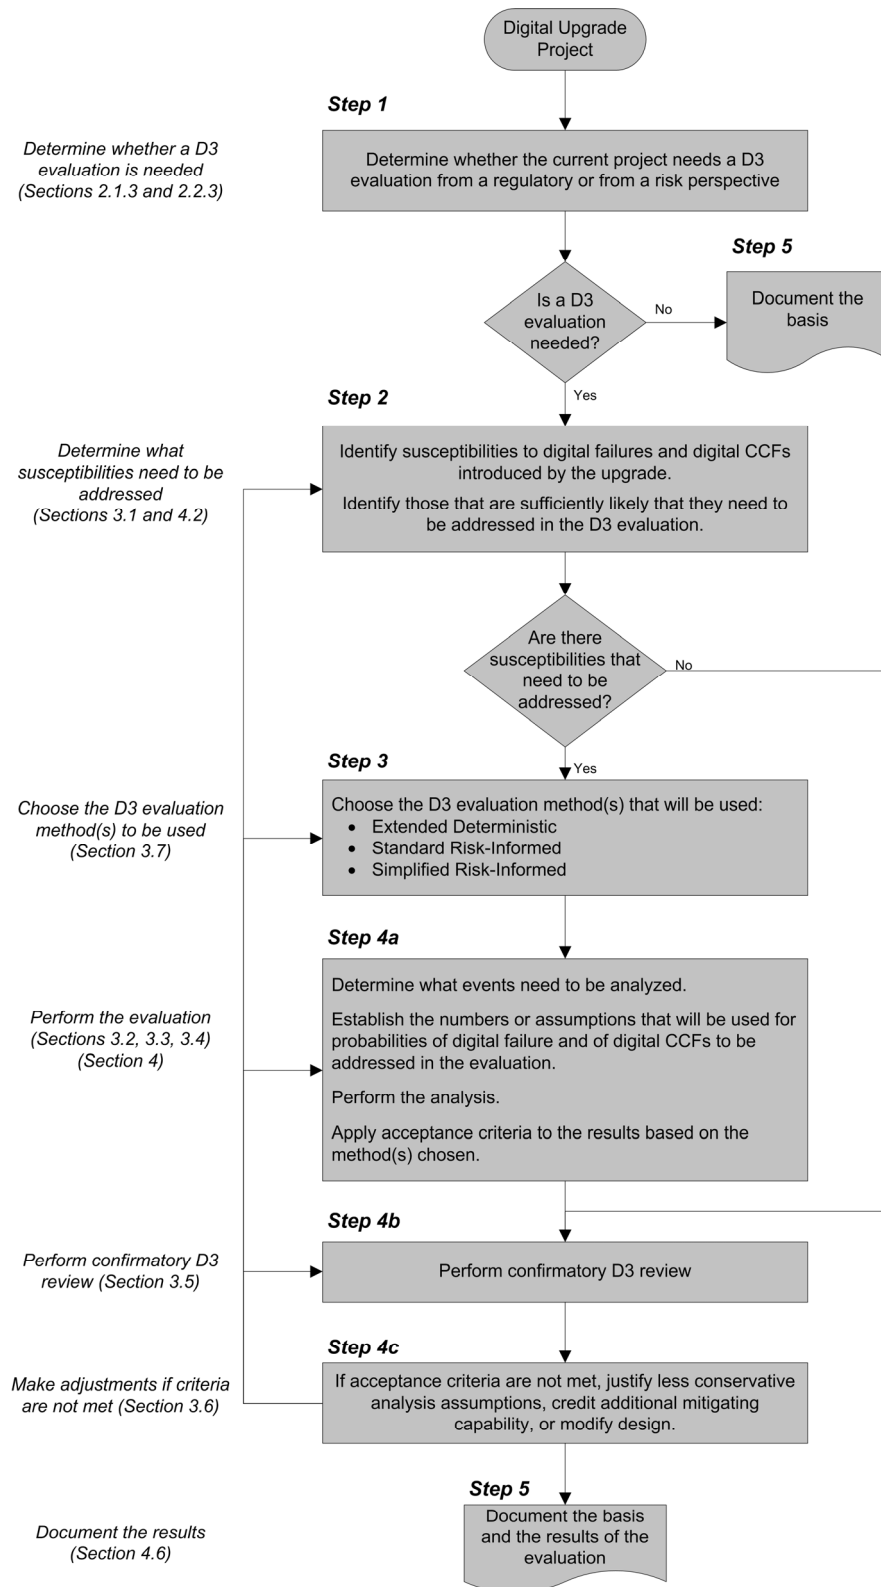 Digital Upgrade
Project
Step 1
Determine whether a D3
evaluation is needed
(Sections 2.1.3 and 2.2.3)
Determine whether the current project needs a D3
evaluation from a regulatory or from a risk perspective
Step 5
Is a D3
evaluation
needed?
No
Document the
basis
Yes
Step 2
Determine what
susceptibilities need to be
addressed
(Sections 3.1 and 4.2)
Identify susceptibilities to digital failures and digital CCFs
introduced by the upgrade.
Identify those that are sufficiently likely that they need to
be addressed in the D3 evaluation.
Are there
susceptibilities that
need to be
addressed?
No
Yes
Step 3
Choose the D3 evaluation
method(s) to be used
(Section 3.7)
Choose the D3 evaluation method(s) that will be used:
• Extended Deterministic
• Standard Risk-Informed
• Simplified Risk-Informed
Step 4a
Perform the evaluation
(Sections 3.2, 3.3, 3.4)
(Section 4)
Determine what events need to be analyzed.
Establish the numbers or assumptions that will be used for
probabilities of digital failure and of digital CCFs to be
addressed in the evaluation.
Perform the analysis.
Apply acceptance criteria to the results based on the
method(s) chosen.
Step 4b
Perform confirmatory D3
review (Section 3.5)
Perform confirmatory D3 review
Step 4c
Make adjustments if criteria
are not met (Section 3.6)
If acceptance criteria are not met, justify less conservative
analysis assumptions, credit additional mitigating
capability, or modify design.
Step 5
Document the results
(Section 4.6)
Document the basis
and the results of the
evaluation